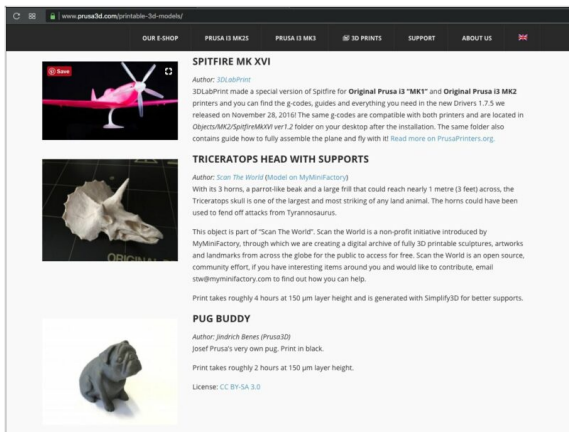 www.prusa3d.com/printable-3d-models/
OUR E-SHOP PRUSA I3 MK2S PRUSA I3 MK3 3D PRINTS SUPPORT ABOUT US
Save
SPITFIRE MK XVI
Author: 3DLabPrint
3DLabPrint made a special version of Spitfire for Original Prusa i3 "MK1" and Original Prusa i3 MK2
printers and you can find the g-codes, guides and everything you need in the new Drivers 1.7.5 we
released on November 28, 2016! The same g-codes are compatible with both printers and are located in
Objects/MK2/SpitfireMkXVI ver1.2 folder on your desktop after the installation. The same folder also
contains guide how to fully assemble the plane and fly with it! Read more on PrusaPrinters.org.
TRICERATOPS HEAD WITH SUPPORTS
Author: Scan The World (Model on MyMiniFactory)
With its 3 horns, a parrot-like beak and a large frill that could reach nearly 1 metre (3 feet) across, the
Triceratops skull is one of the largest and most striking of any land animal. The horns could have been
used to fend off attacks from Tyrannosaurus.
This object is part of "Scan The World". Scan the World is a non-profit initiative introduced by
MyMiniFactory, through which we are creating a digital archive of fully 3D printable sculptures, artworks
and landmarks from across the globe for the public to access for free. Scan the World is an open source,
community effort, if you have interesting items around you and would like to contribute, email
stw@myminifactory.com to find out how you can help.
Print takes roughly 4 hours at 150 µm layer height and is generated with Simplify3D for better supports.
ORIGINAL
PUG BUDDY
Author: Jindrich Benes (Prusa3D)
Josef Prusa's very own pug. Print in black.
Print takes roughly 2 hours at 150 µm layer height.
License: CC BY-SA 3.0